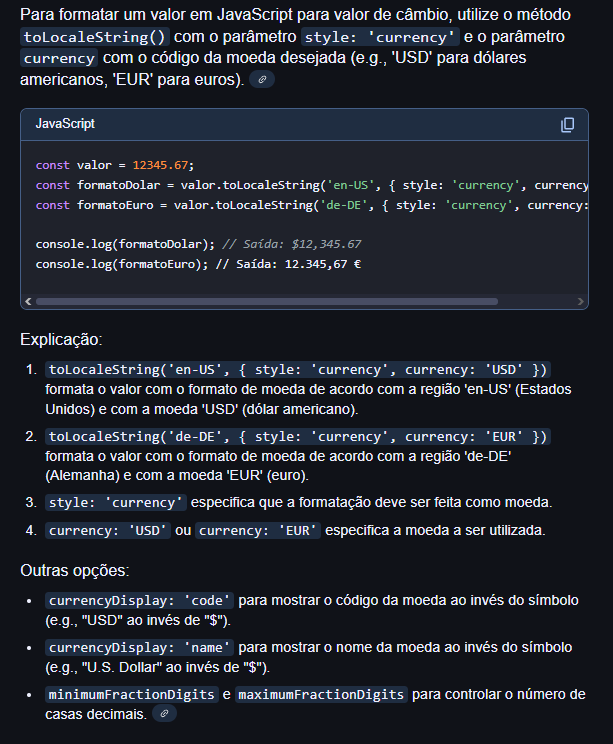 Para formatar um valor em JavaScript para valor de câmbio, utilize o método
toLocaleString() com o parâmetro style: 'currency' e o parâmetro
currency com o código da moeda desejada (e.g., 'USD' para dólares
americanos, 'EUR' para euros).
JavaScript
const valor = 12345.67;
const formatoDolar = valor.toLocaleString('en-US', { style: 'currency', currency
const formatoEuro = valor.toLocaleString('de-DE', { style: 'currency', currency:
console.log(formatoDolar); // Saída: $12,345.67
console.log(formatoEuro); // Saída: 12.345,67 €
Explicação:
1. toLocaleString('en-US', { style: 'currency', currency: 'USD' })
formata o valor com o formato de moeda de acordo com a região 'en-US' (Estados
Unidos) e com a moeda 'USD' (dólar americano).
2. toLocaleString('de-DE', { style: 'currency', currency: 'EUR' })
formata o valor com o formato de moeda de acordo com a região 'de-DE'
(Alemanha) e com a moeda 'EUR' (euro).
3. style: 'currency' especifica que a formatação deve ser feita como moeda.
4. currency: 'USD' ou currency: 'EUR' especifica a moeda a ser utilizada.
Outras opções:
• currencyDisplay: 'code' para mostrar o código da moeda ao invés do símbolo
(e.g., "USD" ao invés de "$").
• currencyDisplay: 'name' para mostrar o nome da moeda ao invés do símbolo
(e.g., "U.S. Dollar" ao invés de "$").
• minimumFractionDigits e maximumFractionDigits para controlar o número de
casas decimais.